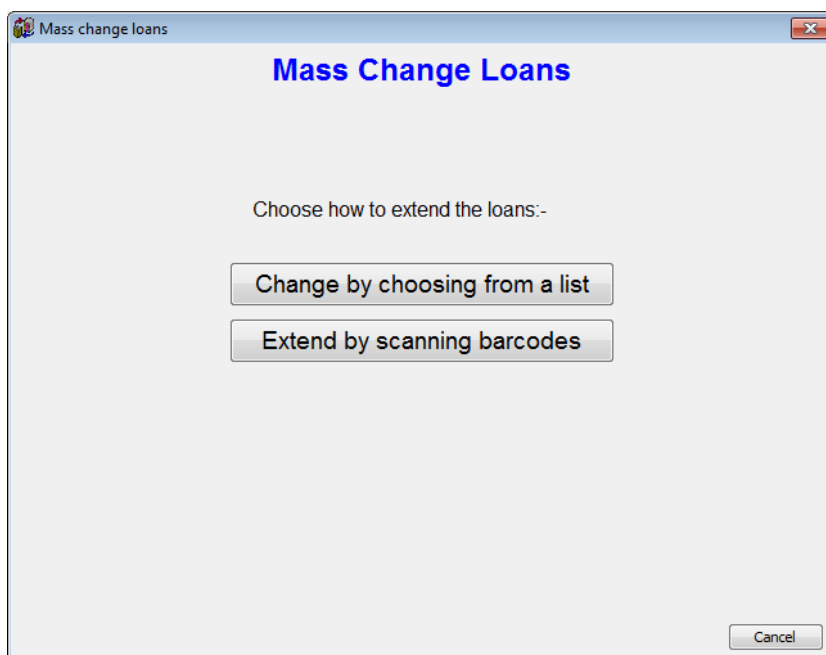 Mass change loans
Mass Change Loans
Choose how to extend the loans:-
Change by choosing from a list
Extend by scanning barcodes
Cancel